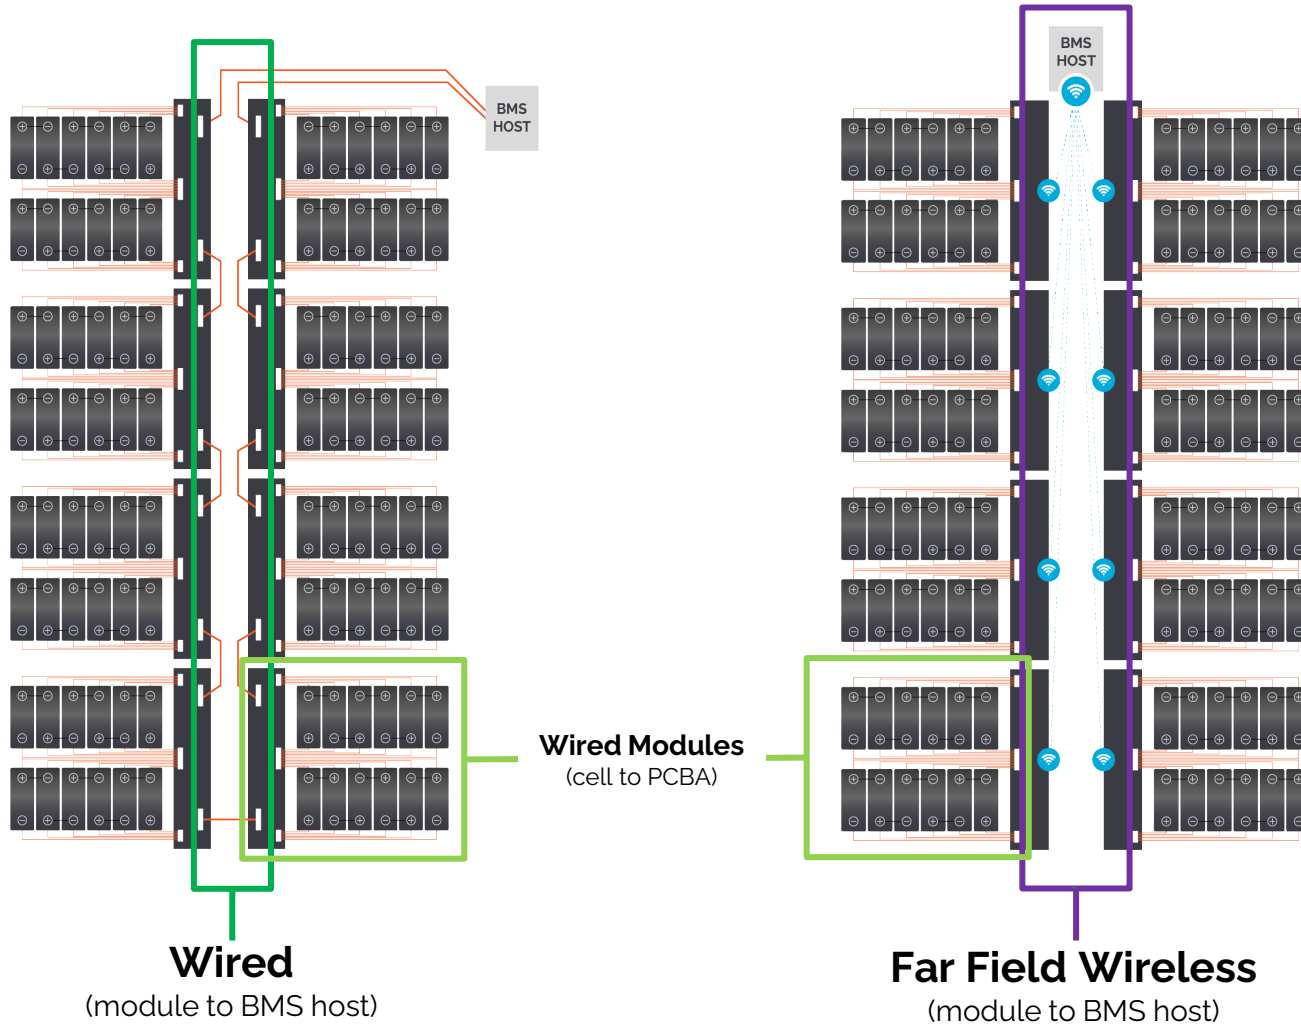 BMS
HOST
BMS
HOST
Wired Modules
(cell to PCBA)
Wired
(module to BMS host)
Far Field Wireless
(module to BMS host)